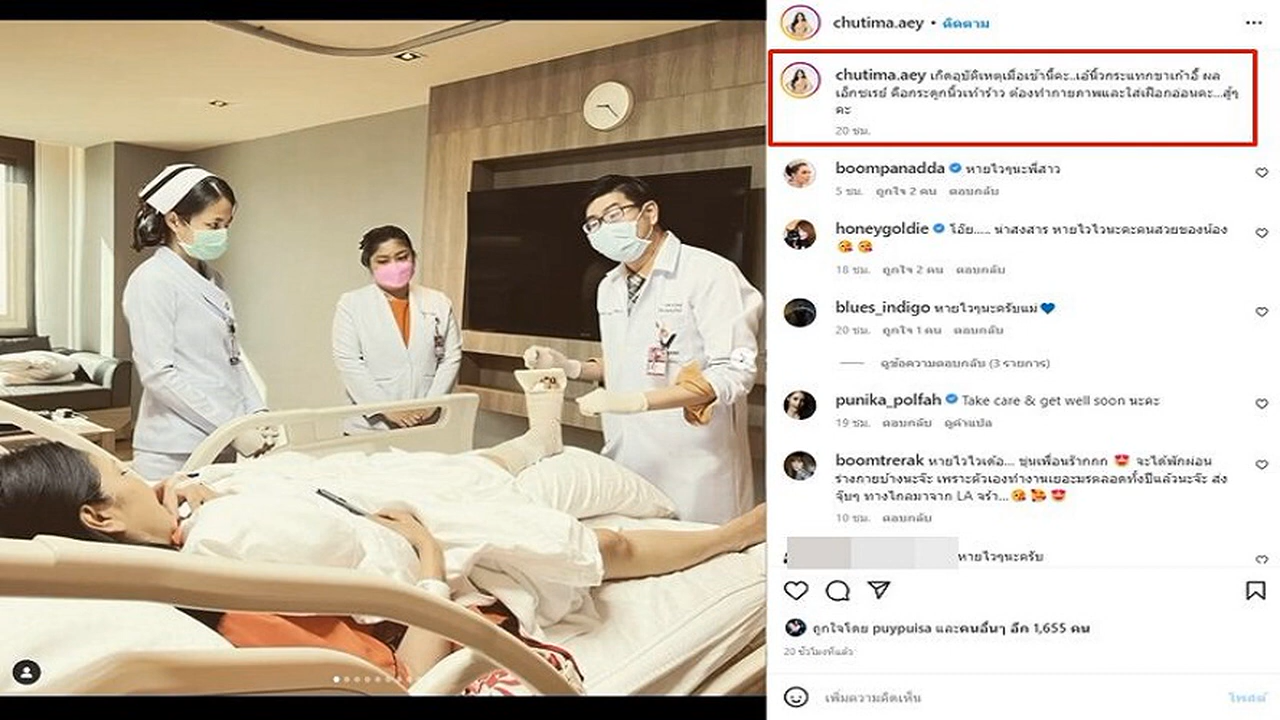 chutima.aey • ติดตาม
chutima.aey เกิดอุบัติเหตุเมื่อเช้านี้คะ..เอ้นิ้วกระแทกขาเก้าอี้ ผล
เอ็กซเรย์ คือกระดูกนิ้วเท้าร้าว ต้องทำกายภาพและใส่เฝือกอ่อนคะ...สู้ๆ
คะ
20 ชม.
boompanadda หายไวๆนะพี่สาว
5 ชม. ถูกใจ 2 คน ตอบกลับ
honeygoldie โอ๊ย..... น่าสงสาร หายไวไวนะคะคนสวยของน้อง
😘 😘
18 ชม. ถูกใจ 2 คน ตอบกลับ
blues_indigo หายไวๆนะครับแม่ 💙
20 ชม. ถูกใจ 1 คน ตอบกลับ
ดูข้อความตอบกลับ (3 รายการ)
punika_polfah Take care & get well soon นะคะ
19 ชม. ตอบกลับ ดูคำแปล
boomtrerak หายไวไวเด้อ... ชุ่นเพื่อนร๊ากกก 😍 จะได้พักผ่อน
ร่างกายบ้างนะจ๊ะ เพราะตัวเองทำงานเยอะมรตลอดทั้งปีแล้วนะจ๊ะ ส่ง
จุ๊บๆ ทางไกลมาจาก LA จร้า... 😘 🥰 😍
10 ชม. ตอบกลับ
หายไวๆนะครับ
ถูกใจโดย puypuisa และคนอื่นๆ อีก 1,655 คน
20 ชั่วโมงที่แล้ว
เพิ่มความคิดเห็น โพสต์